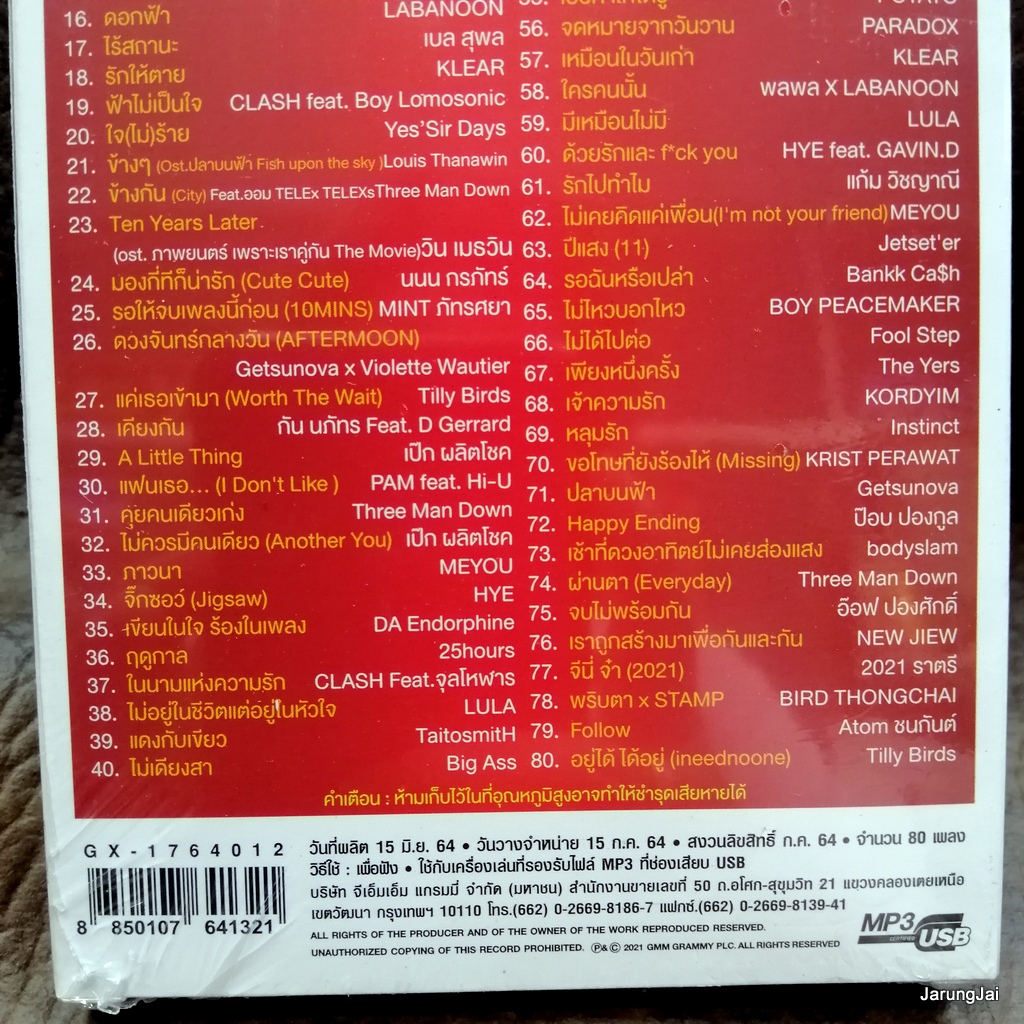 16. ดอกฟ้า LABANOON
17. ไร้สถานะ เบล สุพล
18. รักให้ตาย KLEAR
19. ฟ้าไม่เป็นใจ CLASH feat. Boy Lomosonic
20. ใจ(ไม่)ร้าย Yes'Sir Days
21. ข้างๆ (Ost.ปลาบนฟ้า Fish upon the sky )Louis Thanawin
22. ข้างกัน (City) Feat.ออม TELEx TELEXsThree Man Down
23. Ten Years Later
(ost. ภาพยนตร์ เพราะเราคู่กัน The Movie)วิน เมธวิน
24. มองกี่ทีก็น่ารัก (Cute Cute) นนน กรภัทร์
25. รอให้จบเพลงนี้ก่อน (10MINS) MINT ภัทรศยา
26. ดวงจันทร์กลางวัน (AFTERMOON)
Getsunova x Violette Wautier
27. แค่เธอเข้ามา (Worth The Wait) Tilly Birds
28. เคียงกัน กัน นภัทร Feat. D Gerrard
29. A Little Thing เป๊ก ผลิตโชค
30. แฟนเธอ... (I Don't Like ) PAM feat. Hi-U
31. คุยคนเดียวเก่ง Three Man Down
32. ไม่ควรมีคนเดียว (Another You) เป๊ก ผลิตโชค
33. ภาวนา MEYOU
34. จิ๊กซอว์ (Jigsaw) HYE
35. เขียนในใจ ร้องในเพลง DA Endorphine
36. ฤดูกาล 25hours
37. ในนามแห่งความรัก CLASH Feat.จุลโหฬาร
38. ไม่อยู่ในชีวิตแต่อยู่ในหัวใจ LULA
39. แดงกับเขียว TaitosmitH
40. ไม่เดียงสา Big Ass
56. จดหมายจากวันวาน PARADOX
57. เหมือนในวันเก่า KLEAR
58. ใครคนนั้น พลพล X LABANOON
59. มีเหมือนไม่มี LULA
60. ด้วยรักและ f*ck you HYE feat. GAVIN.D
61. รักไปทำไม แก้ม วิชญาณี
62. ไม่เคยคิดแค่เพื่อน(I'm not your friend)MEYOU
63. ปีแสง (11) Jetset'er
64. รอฉันหรือเปล่า Bankk Ca$h
65. ไม่ไหวบอกไหว BOY PEACEMAKER
66. ไม่ได้ไปต่อ Fool Step
67. เพียงหนึ่งครั้ง The Yers
68. เจ้าความรัก KORDYIM
69. หลุมรัก Instinct
70. ขอโทษที่ยังร้องไห้ (Missing) KRIST PERAWAT
71. ปลาบนฟ้า Getsunova
72. Happy Ending ป๊อบ ปองกูล
73. เช้าที่ดวงอาทิตย์ไม่เคยส่องแสง bodyslam
74. ผ่านตา (Everyday) Three Man Down
75. จบไม่พร้อมกัน อ๊อฟ ปองศักดิ์
76. เราถูกสร้างมาเพื่อกันและกัน NEW JIEW
77. จีนี่ จ๋า (2021) 2021 ราตรี
78. พริบตา x STAMP BIRD THONGCHAI
79. Follow Atom ชนกันต์
80. อยู่ได้ ได้อยู่ (ineednoone) Tilly Birds
คำเตือน : ห้ามเก็บไว้ในที่อุณหภูมิสูงอาจทำให้ชำรุดเสียหายได้
GX-1764012
8 850107 641321
วันที่ผลิต 15 มิ.ย. 64 • วันวางจำหน่าย 15 ก.ค. 64 • สงวนลิขสิทธิ์ ก.ค. 64 • จำนวน 80 เพลง
วิธีใช้ : เพื่อฟัง • ใช้กับเครื่องเล่นที่รองรับไฟล์ MP3 ที่ช่องเสียบ USB
บริษัท จีเอ็มเอ็ม แกรมมี่ จำกัด (มหาชน) สำนักงานขายเลขที่ 50 ถ.อโศก-สุขุมวิท 21 แขวงคลองเตยเหนือ
เขตวัฒนา กรุงเทพฯ 10110 โทร.(662) 0-2669-8186-7 แฟกซ์.(662) 0-2669-8139-41
ALL RIGHTS OF THE PRODUCER AND OF THE OWNER OF THE WORK REPRODUCED RESERVED.
UNAUTHORIZED COPYING OF THIS RECORD PROHIBITED. ℗&© 2021 GMM GRAMMY PLC. ALL RIGHTS RESERVED
MP3 CERTIFIED USB
JarungJai